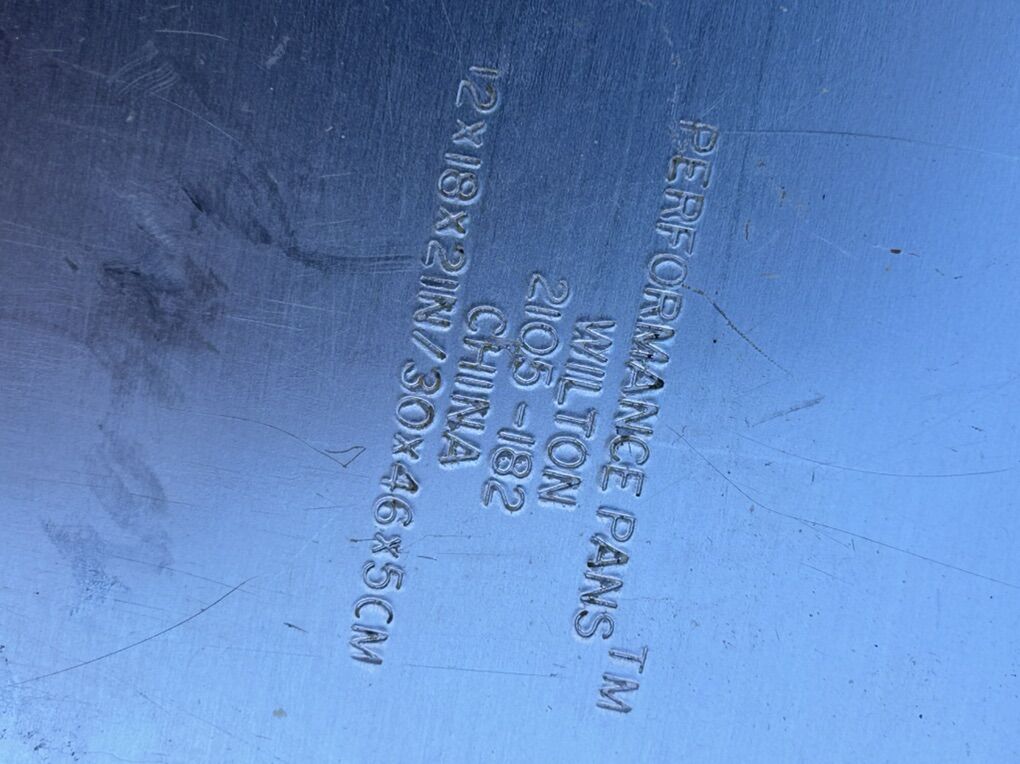 PERFORMANCE PANS TM
WILTON
2105-182
CHINA
12x18x2IN/30x46x5CM